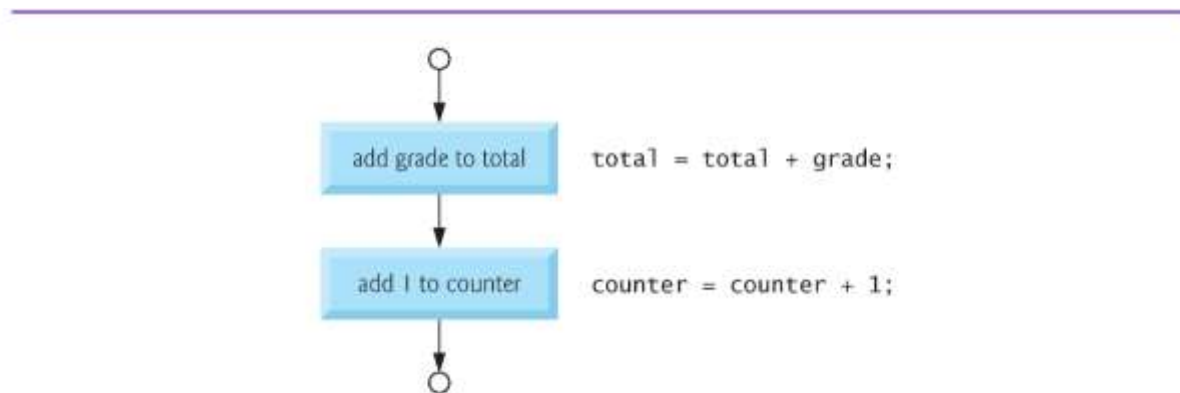 add grade to total total = total + grade;
add 1 to counter counter = counter + 1;